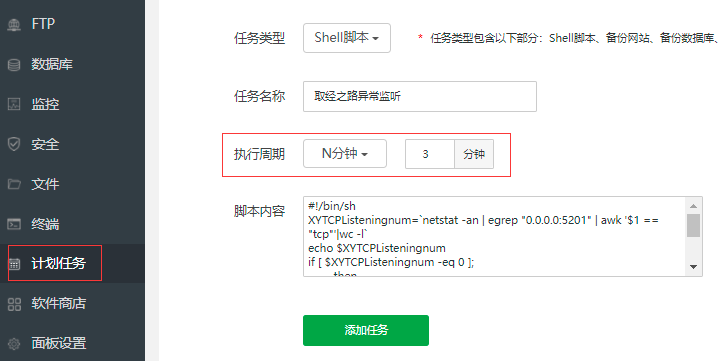 FTP
数据库
监控
安全
文件
终端
计划任务
软件商店
面板设置
任务类型 Shell脚本 * 任务类型包含以下部分：Shell脚本、备份网站、备份数据库、
任务名称 取经之路异常监听
执行周期 N分钟 3 分钟
脚本内容 #!/bin/sh
XYTCPListeningnum=`netstat -an | egrep "0.0.0.0:5201" | awk '$1 ==
"tcp"'|wc -l`
echo $XYTCPListeningnum
if [ $XYTCPListeningnum -eq 0 ];
then
添加任务